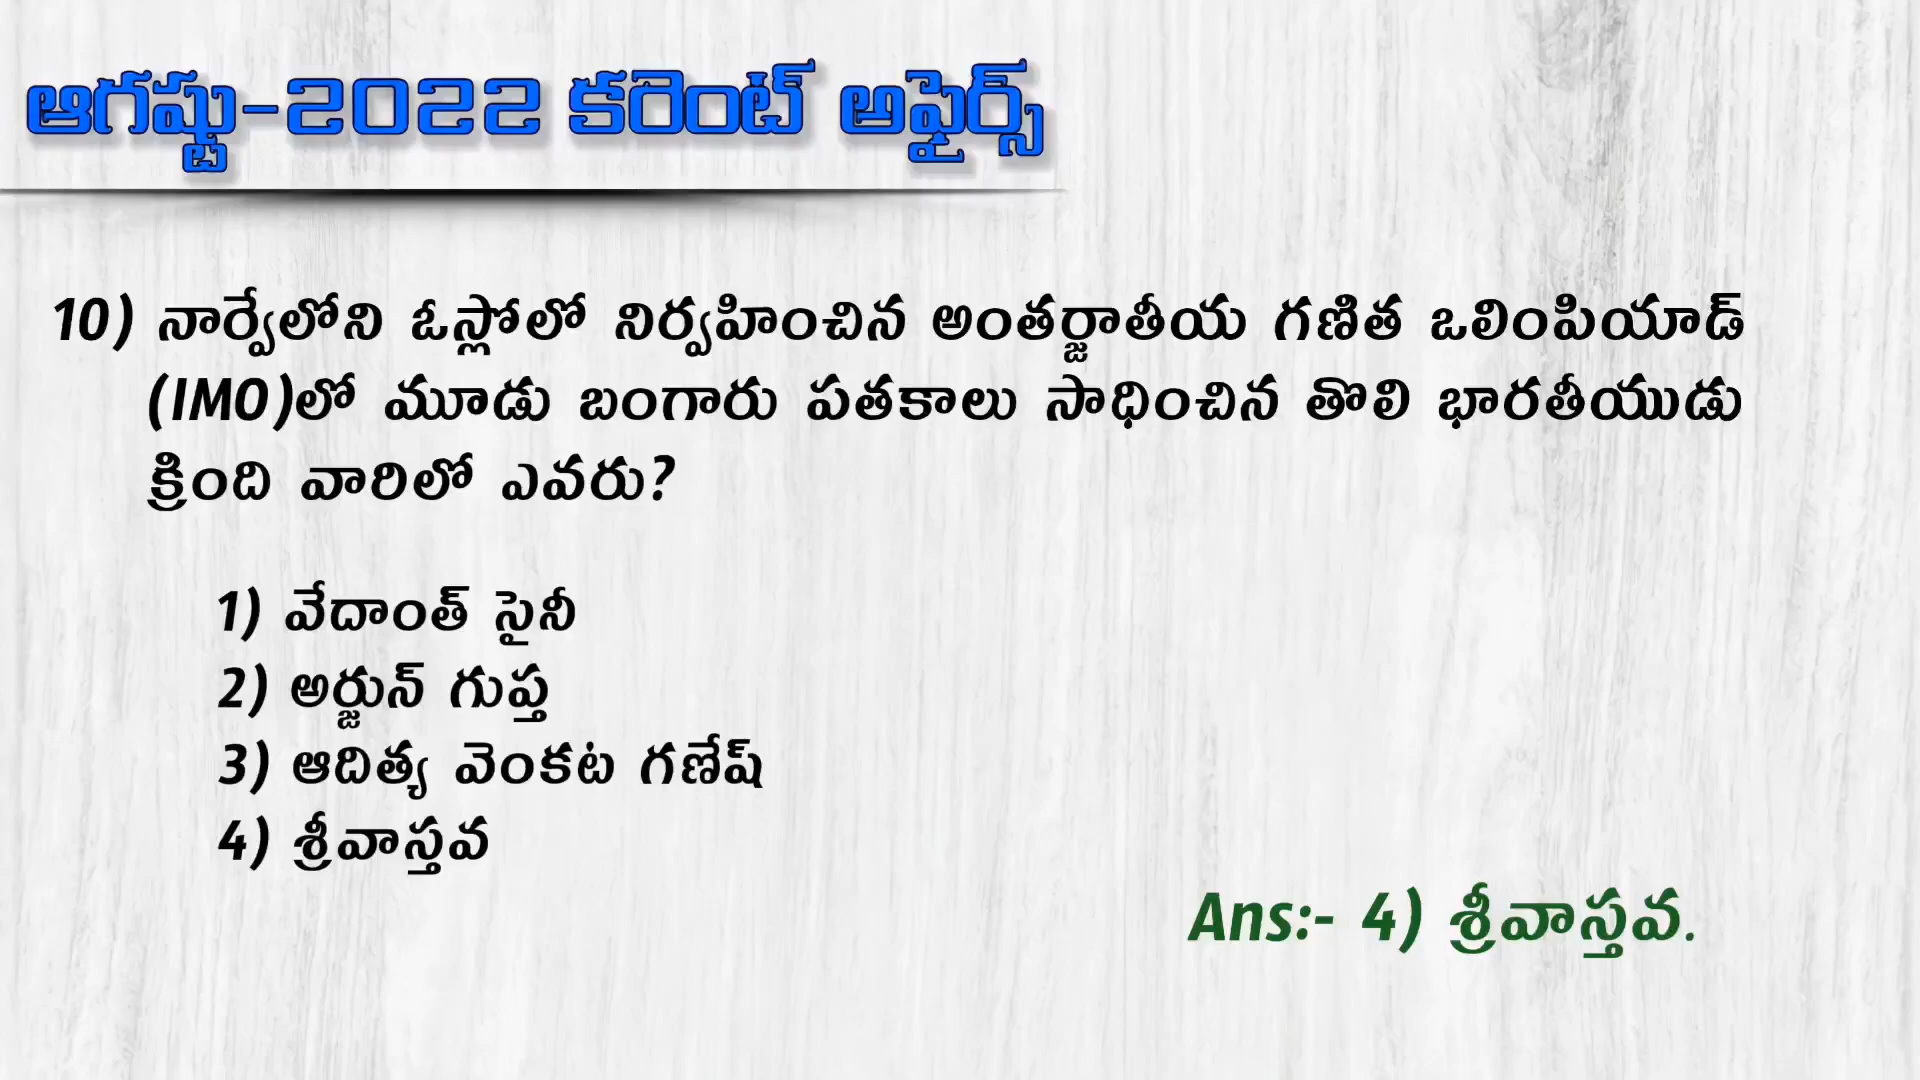 ఆగష్టు-2022 కరెంట్ అఫైర్స్
10) నార్వేలోని ఓస్లోలో నిర్వహించిన అంతర్జాతీయ గణిత ఒలింపియాడ్
(IMO)లో మూడు బంగారు పతకాలు సాధించిన తొలి భారతీయుడు
క్రింది వారిలో ఎవరు?
1) వేదాంత్ సైనీ
2) అర్జున్ గుప్త
3) ఆదిత్య వెంకట గణేష్
4) శ్రీవాస్తవ
Ans:- 4) శ్రీవాస్తవ.